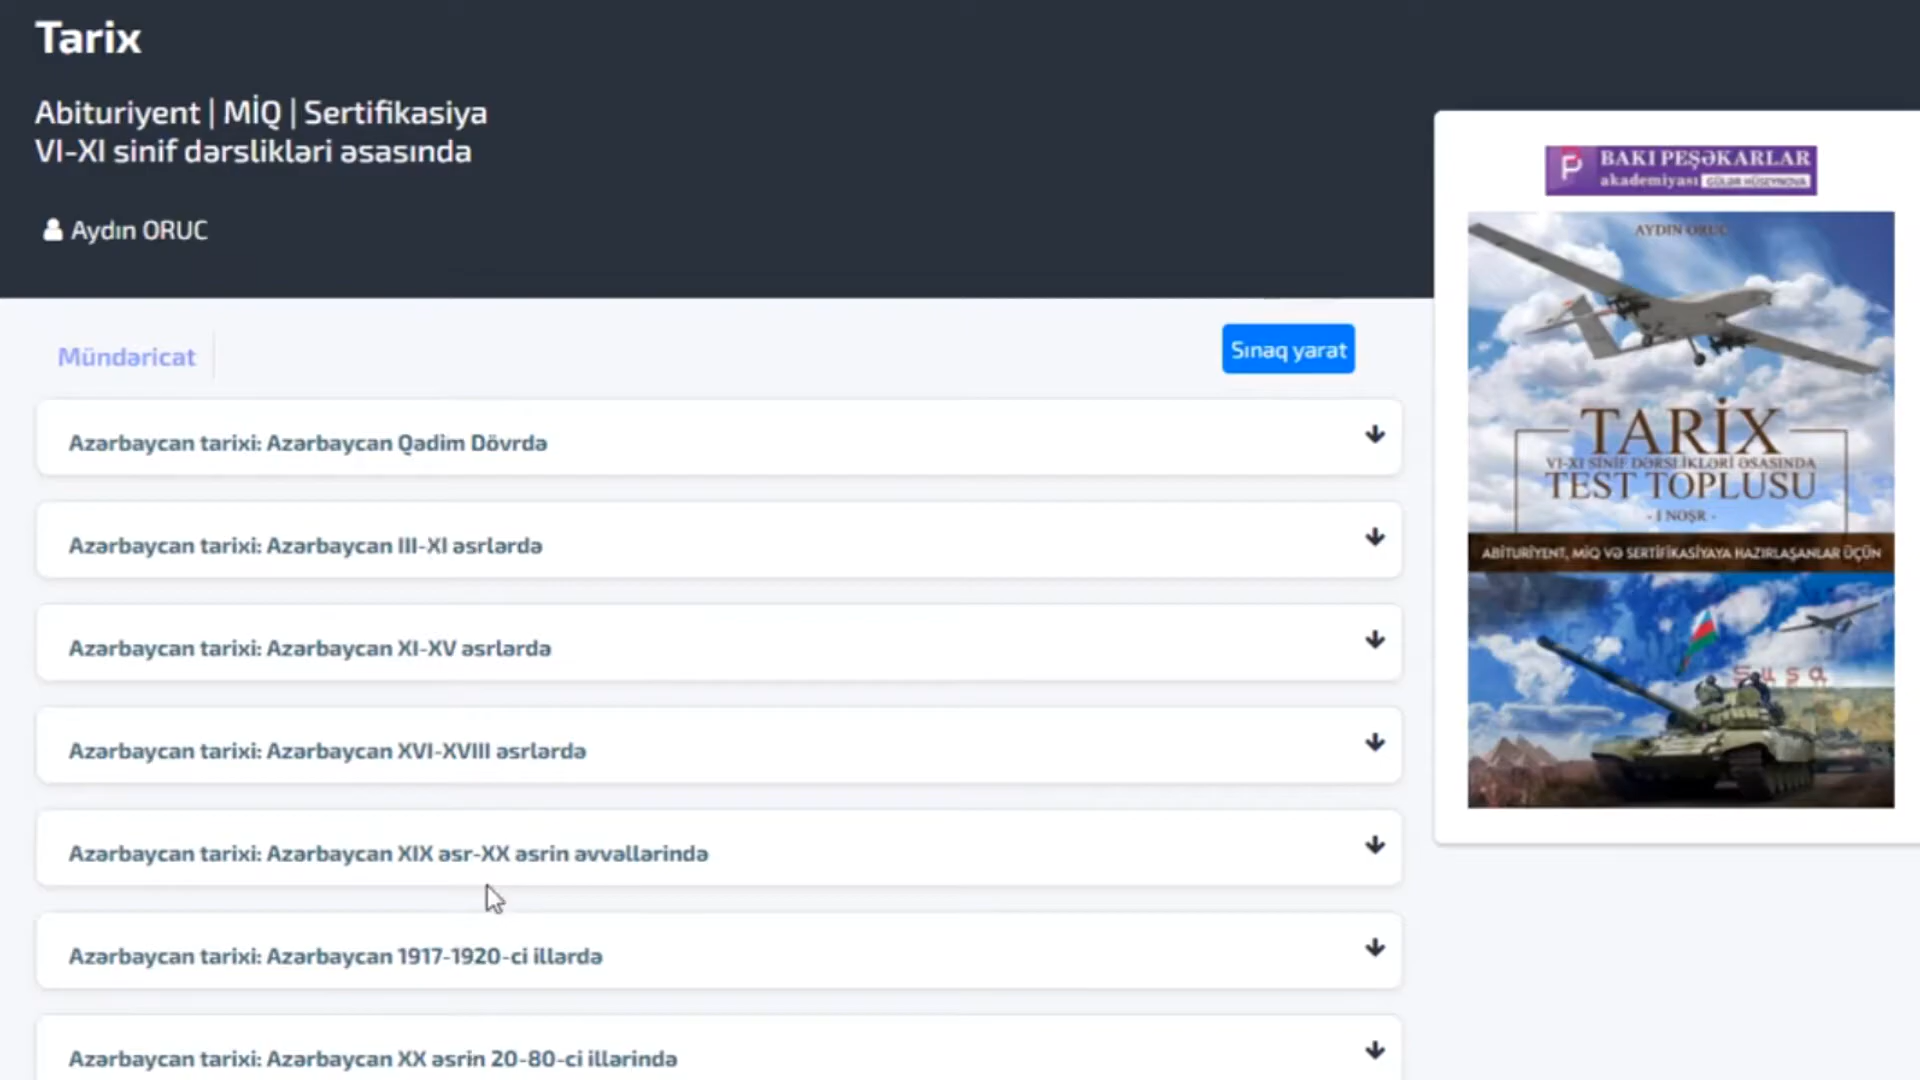 Tarix
Abituriyent | MİQ | Sertifikasiya
VI-XI sinif dərslikləri əsasında
Aydın ORUC
Mündəricat
Sınaq yarat
Azərbaycan tarixi: Azərbaycan Qədim Dövrdə
Azərbaycan tarixi: Azərbaycan III-XI əsrlərdə
Azərbaycan tarixi: Azərbaycan XI-XV əsrlərdə
Azərbaycan tarixi: Azərbaycan XVI-XVIII əsrlərdə
Azərbaycan tarixi: Azərbaycan XIX əsr-XX əsrin əvvəllərində
Azərbaycan tarixi: Azərbaycan 1917-1920-ci illərdə
Azərbaycan tarixi: Azərbaycan XX əsrin 20-80-ci illərində
BAKI PEŞƏKARLAR
akademiyası GÜLƏR HÜSEYNOVA
AYDIN ORUC
TARİX
VI-XI SİNİF DƏRSLİKLƏRİ ƏSASINDA
TEST TOPLUSU
- I NƏŞR -
ABİTURİYENT, MİQ VƏ SERTİFİKASİYAYA HAZIRLAŞANLAR ÜÇÜN
Şuşa